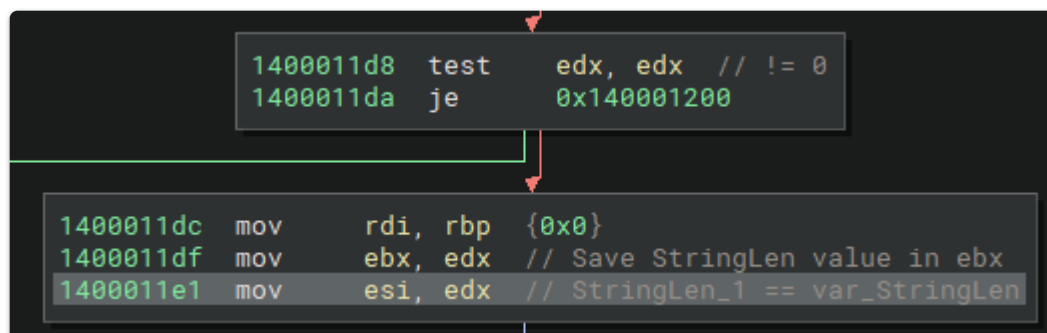 1400011d8 test edx, edx // != 0
1400011da je 0x140001200
1400011dc mov rdi, rbp {0x0}
1400011df mov ebx, edx // Save StringLen value in ebx
1400011e1 mov esi, edx // StringLen_1 == var_StringLen